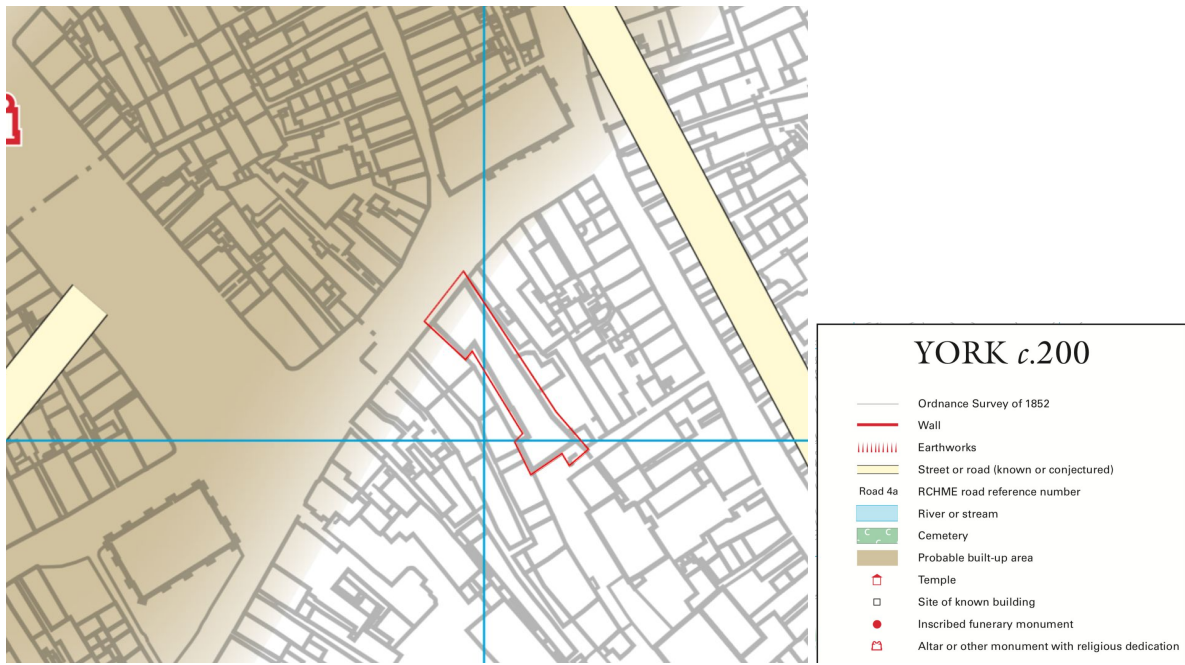 YORK c.200
Ordnance Survey of 1852
Wall
Earthworks
Street or road (known or conjectured)
Road 4a RCHME road reference number
River or stream
Cemetery
Probable built-up area
Temple
Site of known building
Inscribed funerary monument
Altar or other monument with religious dedication